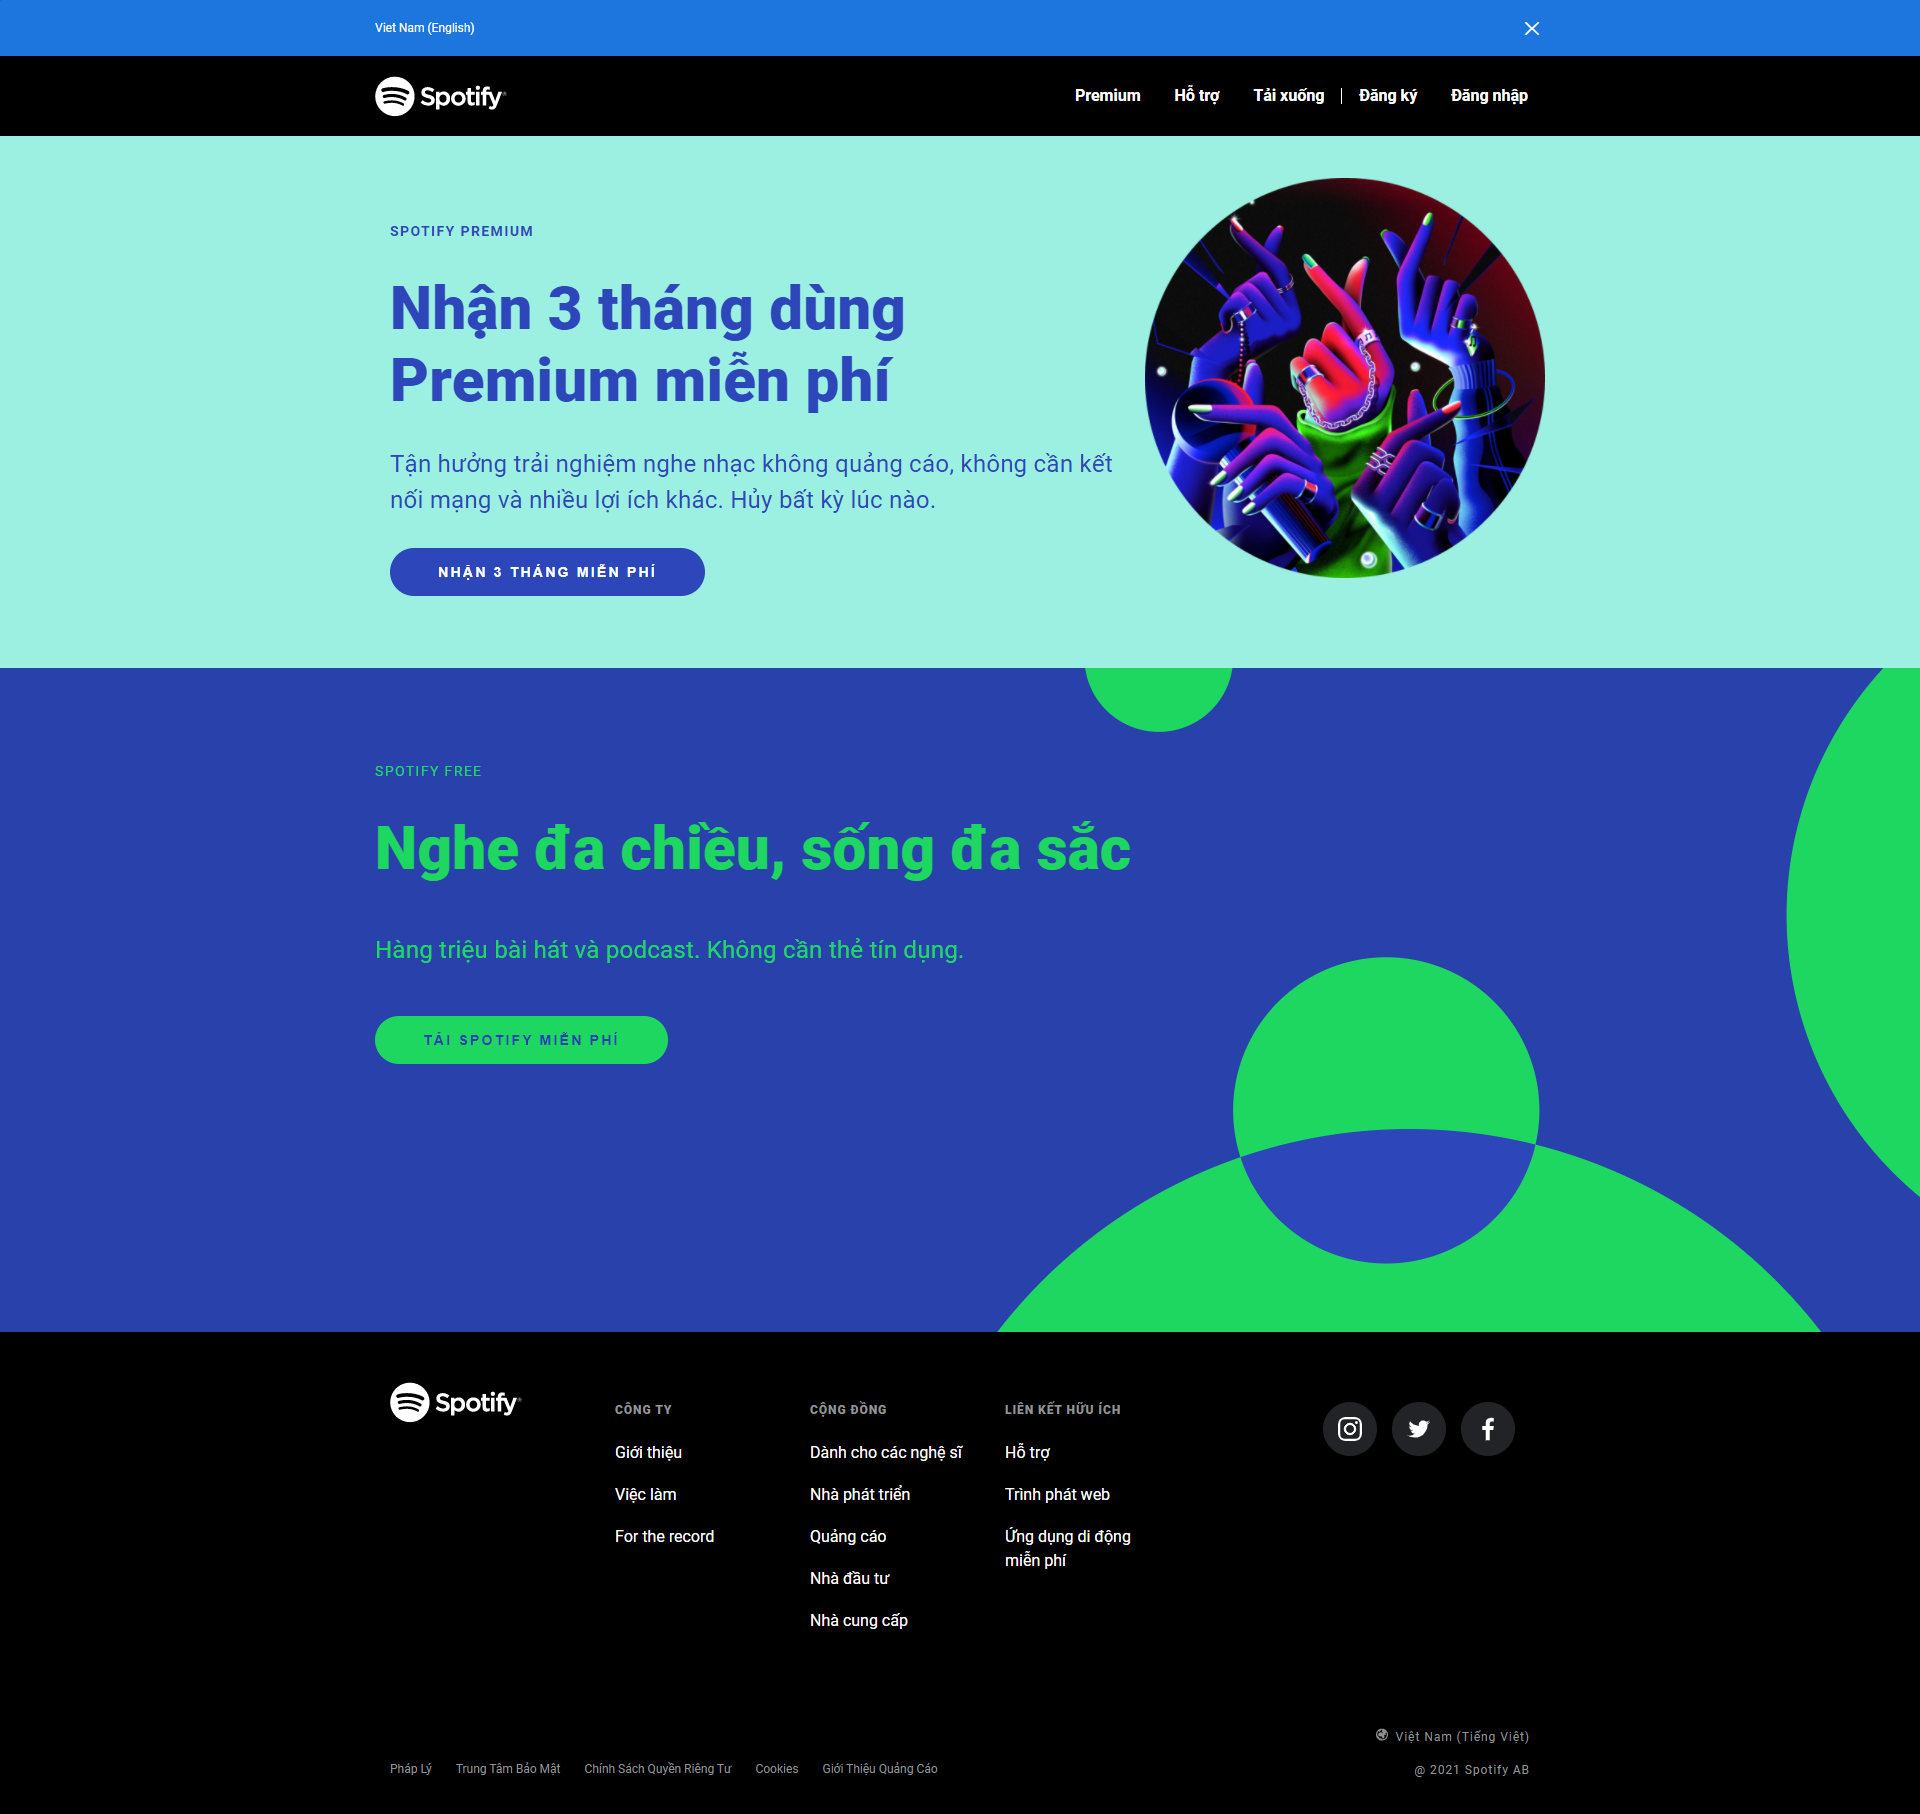 Viet Nam (English)
Spotify®
Premium Hỗ trợ Tải xuống | Đăng ký Đăng nhập
SPOTIFY PREMIUM
Nhận 3 tháng dùng
Premium miễn phí
Tận hưởng trải nghiệm nghe nhạc không quảng cáo, không cần kết
nối mạng và nhiều lợi ích khác. Hủy bất kỳ lúc nào.
NHẬN 3 THÁNG MIỄN PHÍ
SPOTIFY FREE
Nghe đa chiều, sống đa sắc
Hàng triệu bài hát và podcast. Không cần thẻ tín dụng.
TẢI SPOTIFY MIỄN PHÍ
Spotify®
CÔNG TY
Giới thiệu
Việc làm
For the record
CỘNG ĐỒNG
Dành cho các nghệ sĩ
Nhà phát triển
Quảng cáo
Nhà đầu tư
Nhà cung cấp
LIÊN KẾT HỮU ÍCH
Hỗ trợ
Trình phát web
Ứng dụng di động
miễn phí
Việt Nam (Tiếng Việt)
Pháp Lý Trung Tâm Bảo Mật Chính Sách Quyền Riêng Tư Cookies Giới Thiệu Quảng Cáo
@ 2021 Spotify AB